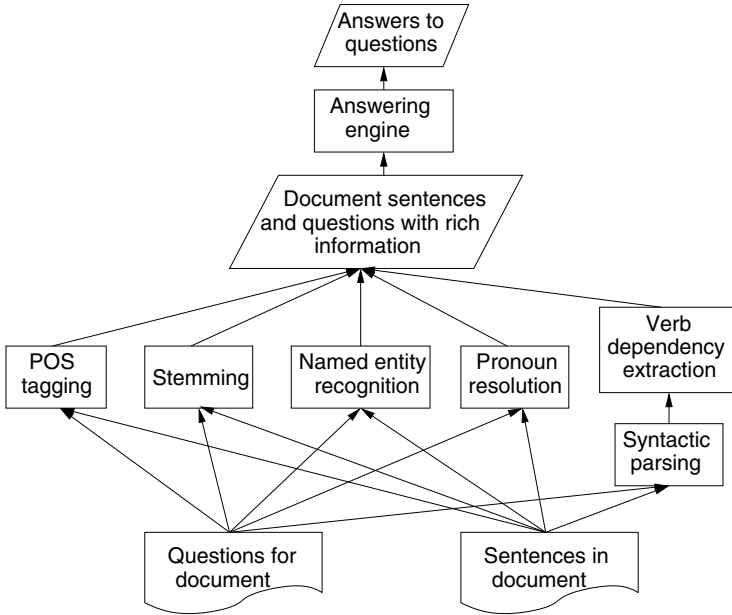 Answers to
questions
Answering
engine
Document sentences
and questions with rich
information
POS
tagging
Stemming
Named entity
recognition
Pronoun
resolution
Verb
dependency
extraction
Syntactic
parsing
Questions for
document
Sentences in
document